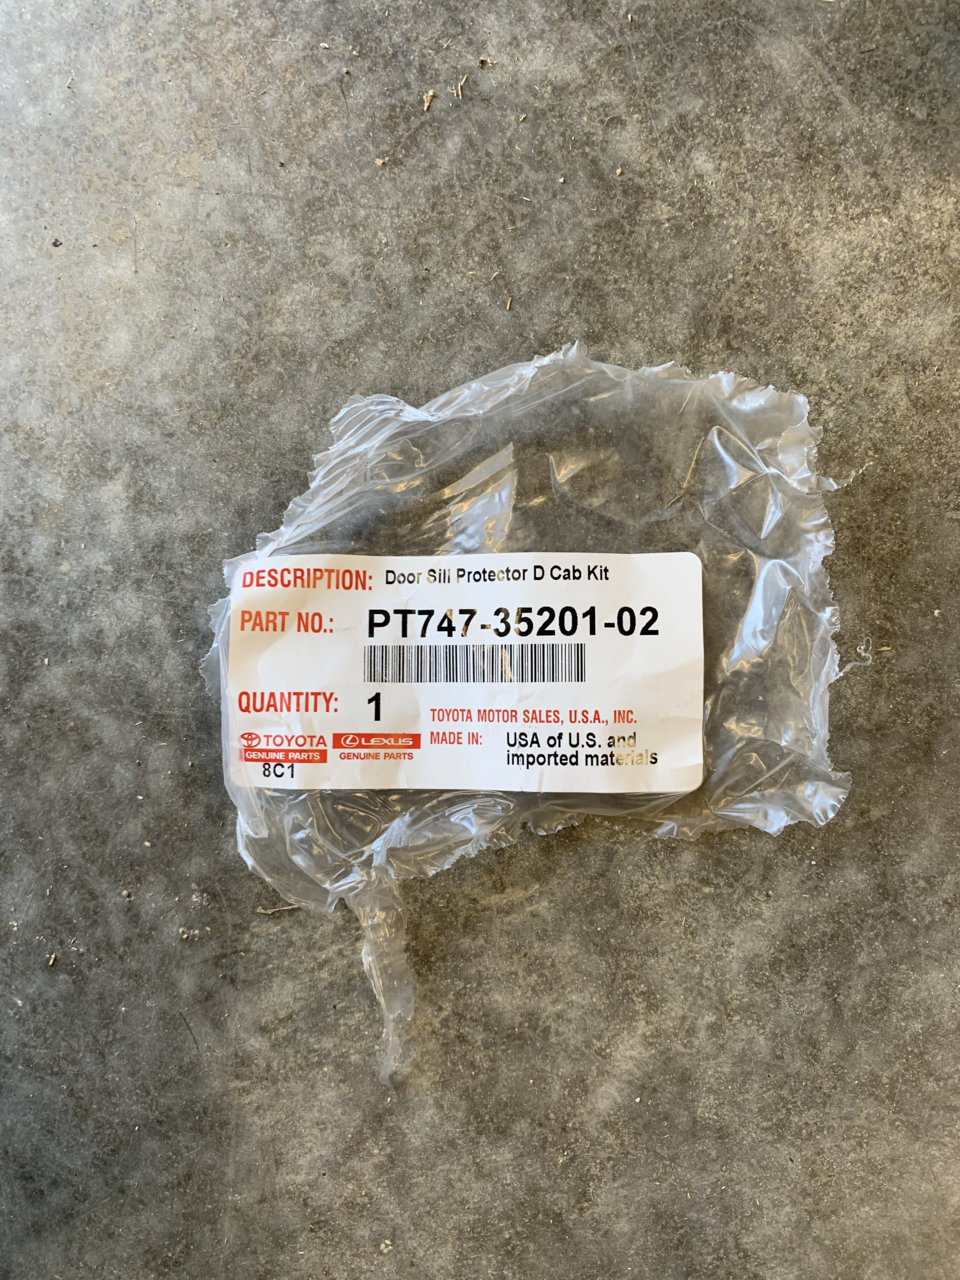 DESCRIPTION: Door Sill Protector D Cab Kit
PART NO.: PT747-35201-02
QUANTITY: 1
TOYOTA MOTOR SALES, U.S.A., INC.
TOYOTA
GENUINE PARTS
LEXUS
GENUINE PARTS
MADE IN: USA of U.S. and
imported materials
8C1